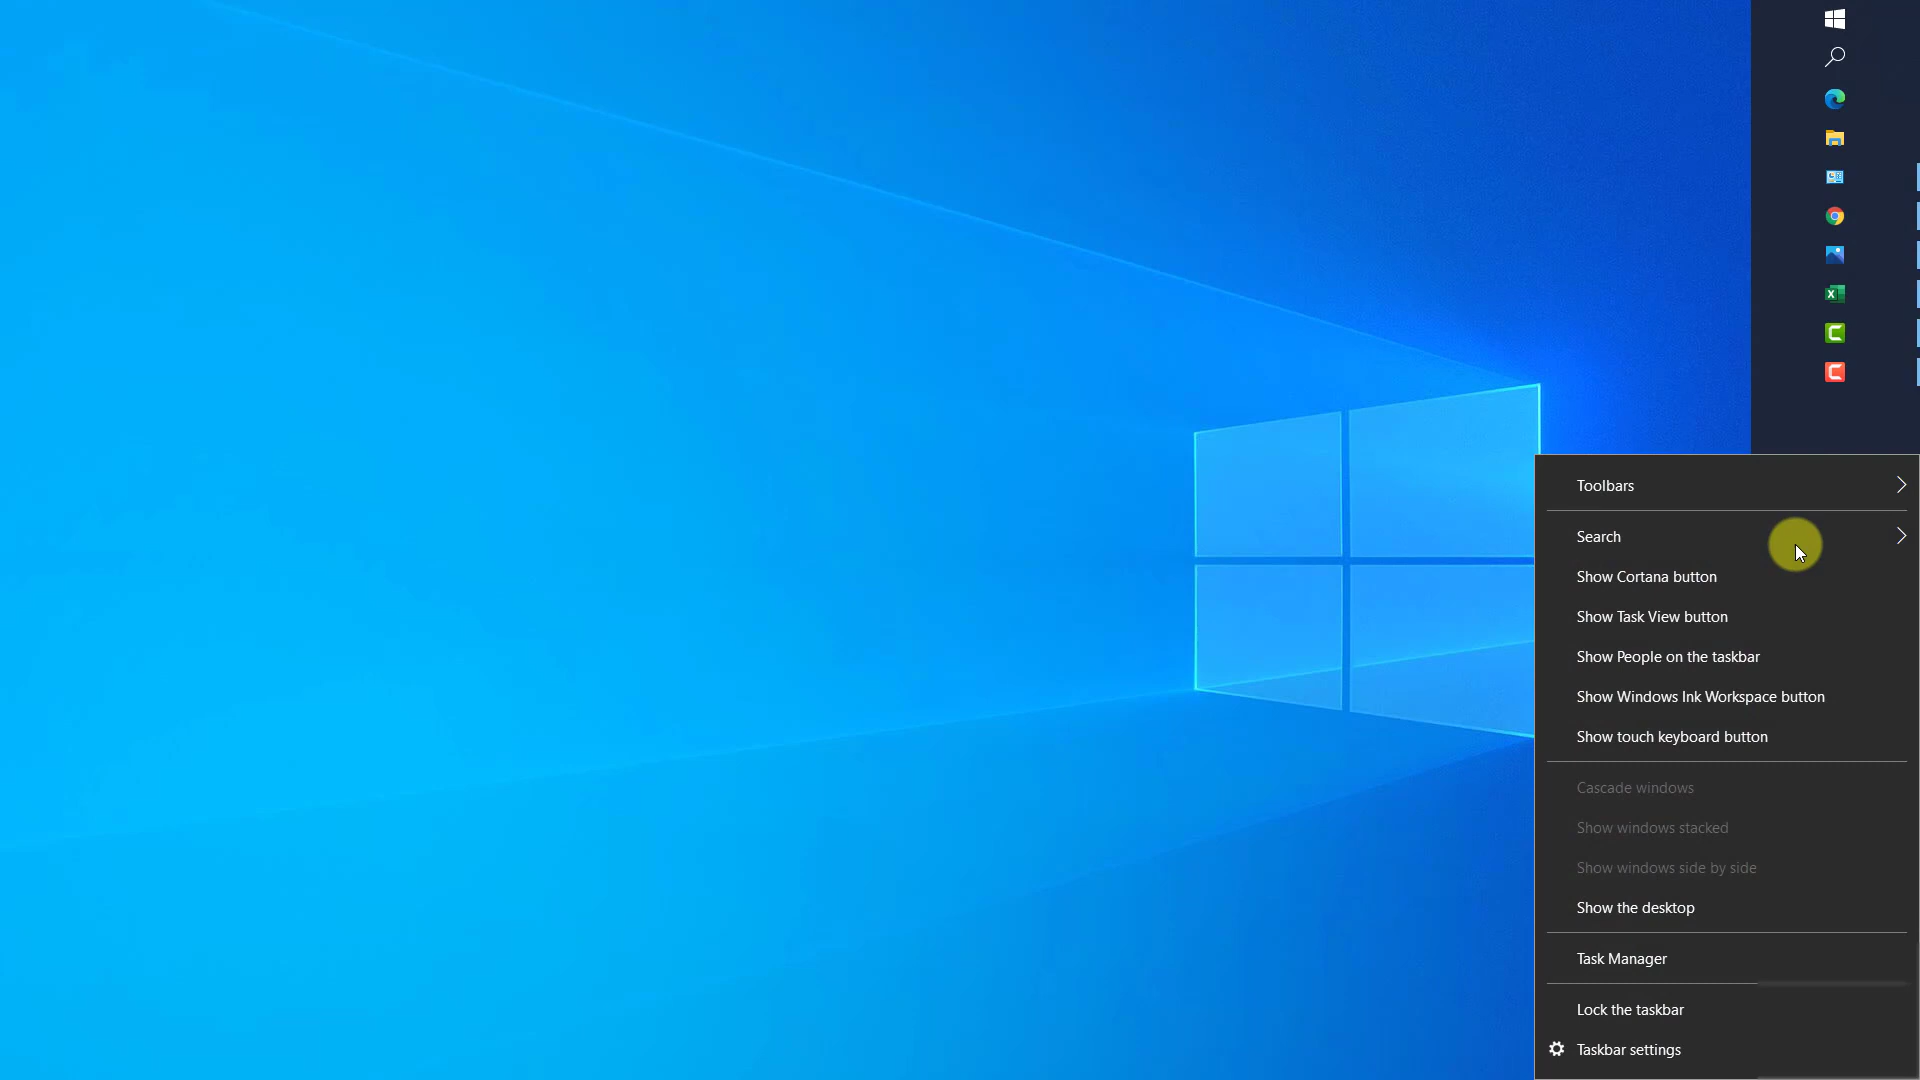 Toolbars
Search
Show Cortana button
Show Task View button
Show People on the taskbar
Show Windows Ink Workspace button
Show touch keyboard button
Cascade windows
Show windows stacked
Show windows side by side
Show the desktop
Task Manager
Lock the taskbar
Taskbar settings